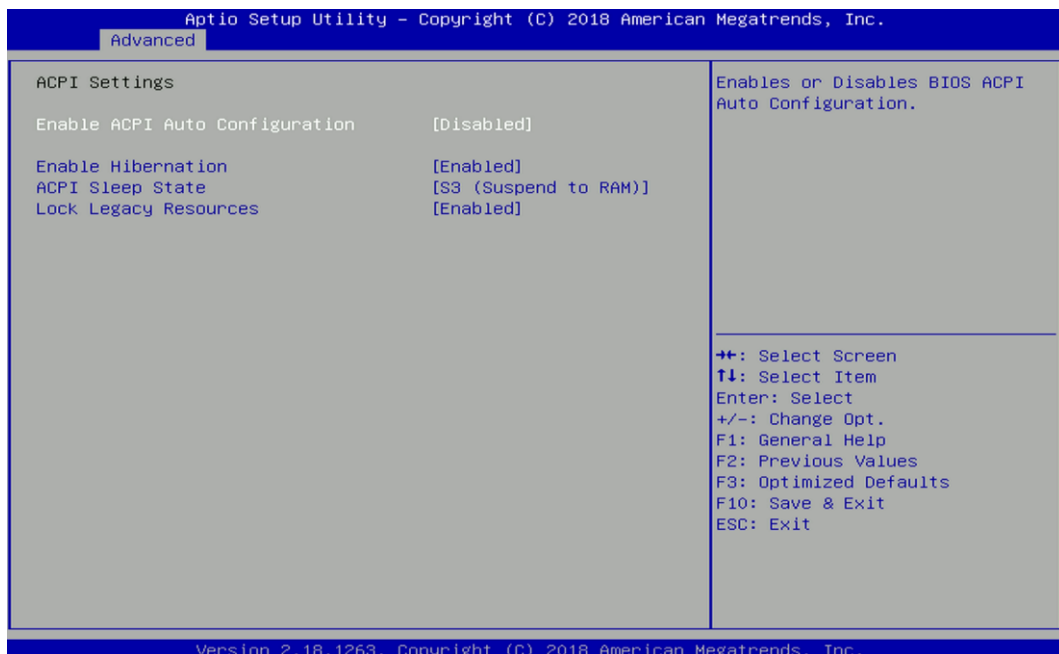 Aptio Setup Utility – Copyright (C) 2018 American Megatrends, Inc.
Advanced
ACPI Settings
Enable ACPI Auto Configuration [Disabled]
Enable Hibernation [Enabled]
ACPI Sleep State [S3 (Suspend to RAM)]
Lock Legacy Resources [Enabled]
Enables or Disables BIOS ACPI
Auto Configuration.
→←: Select Screen
↑↓: Select Item
Enter: Select
+/-: Change Opt.
F1: General Help
F2: Previous Values
F3: Optimized Defaults
F10: Save & Exit
ESC: Exit
Version 2.18.1263. Copyright (C) 2018 American Megatrends, Inc.